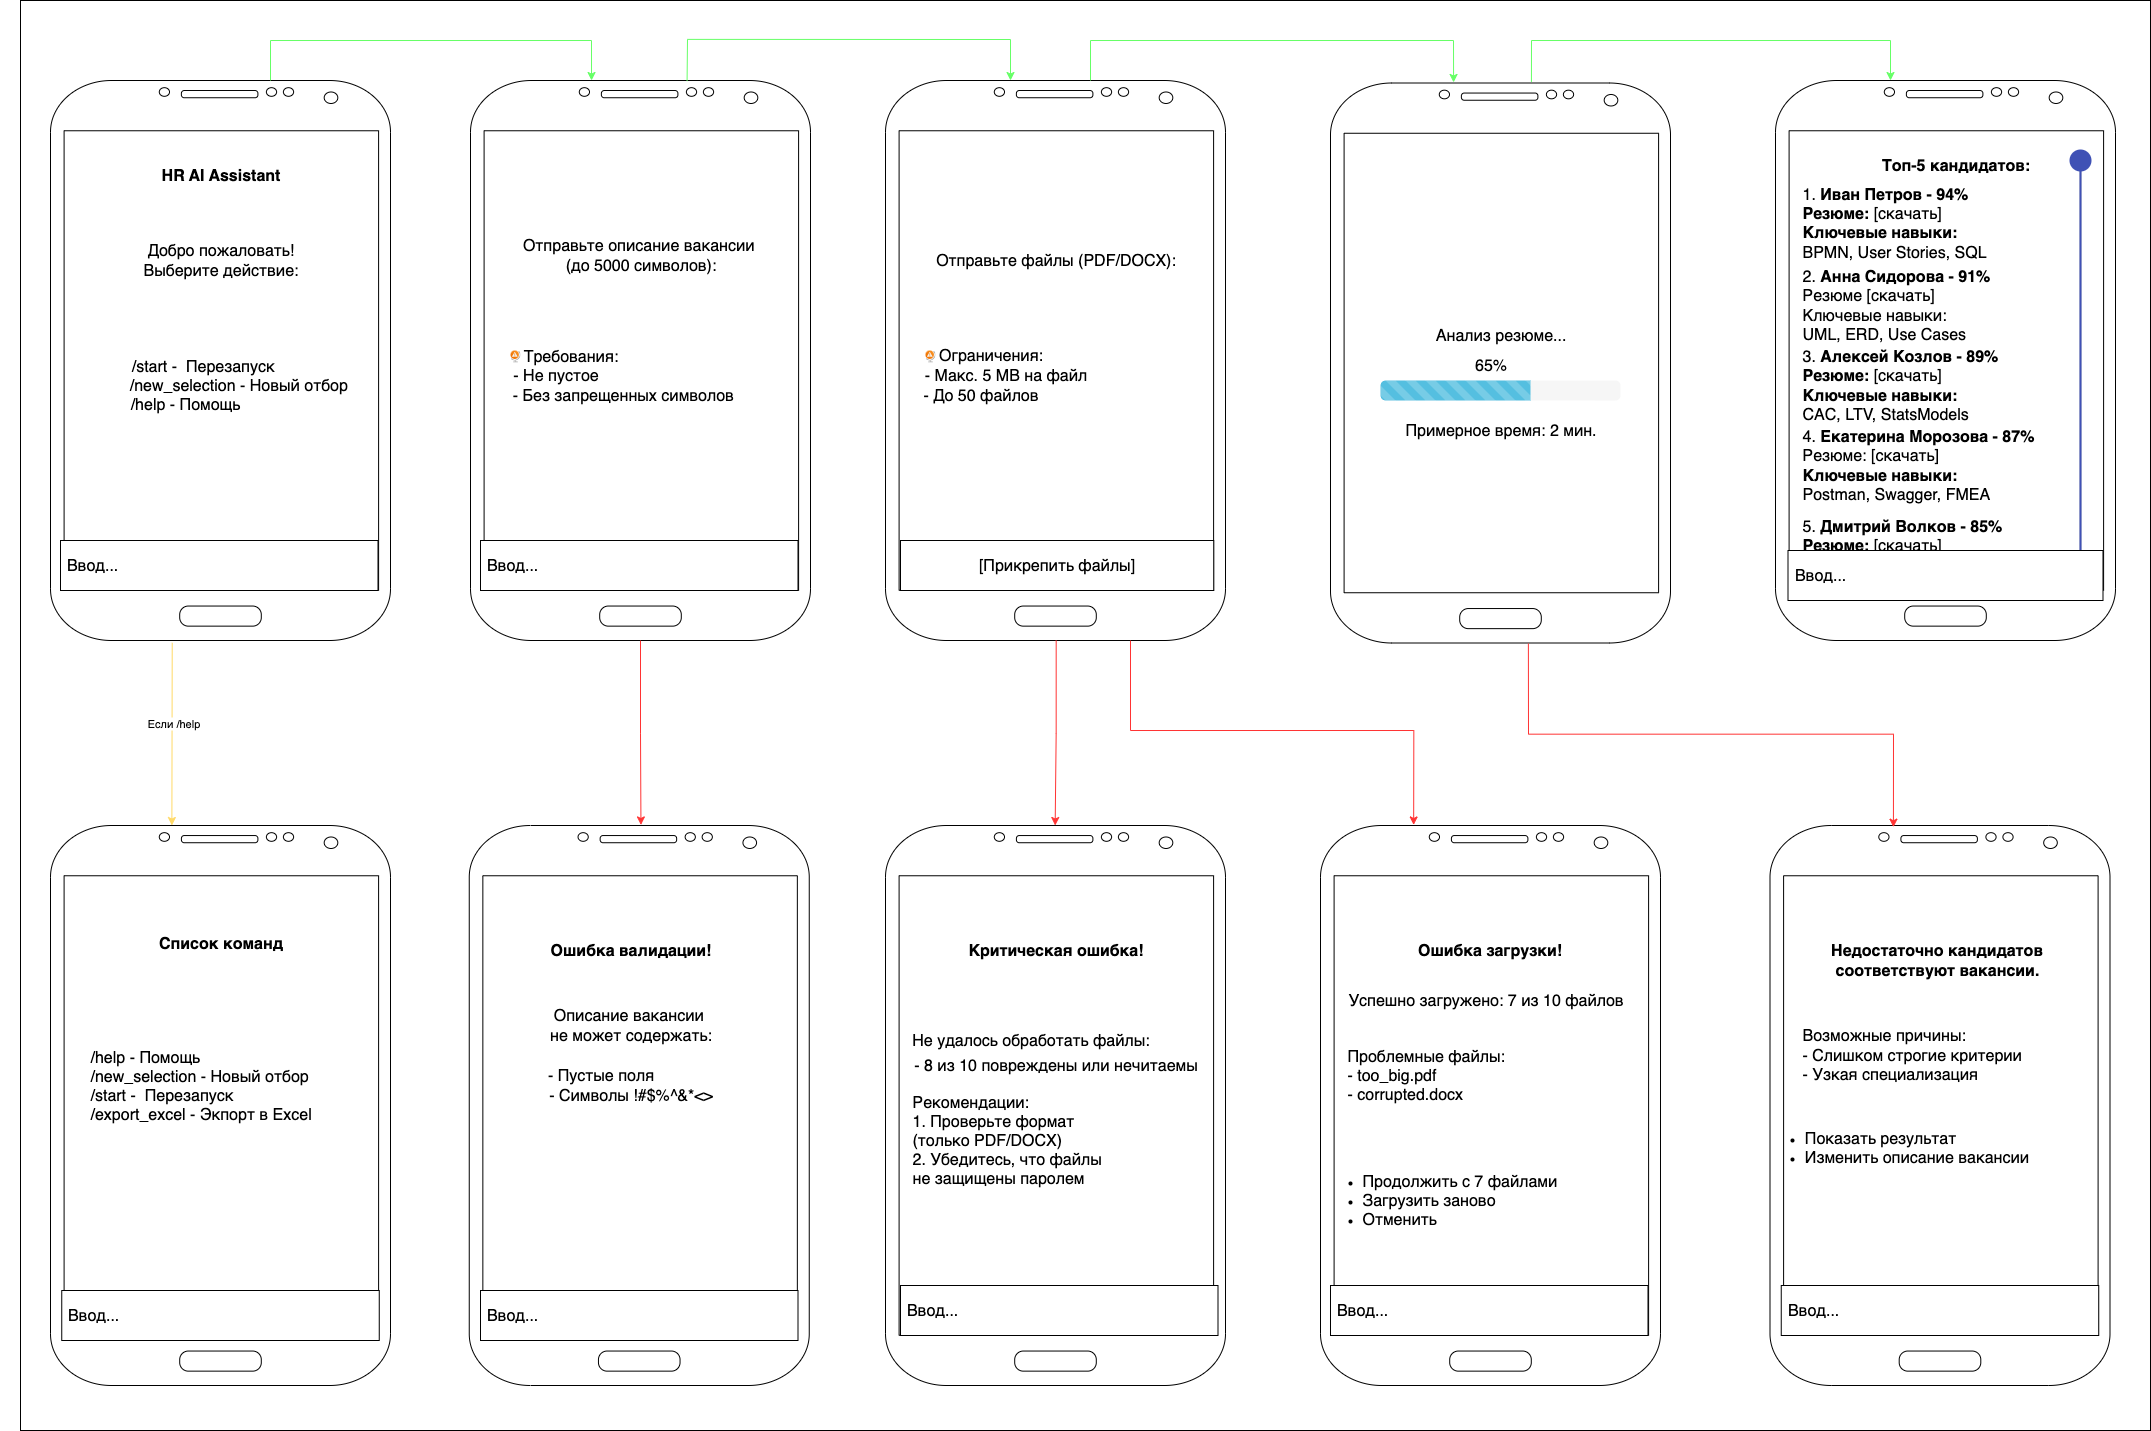 HR AI Assistant
Добро пожаловать!
Выберите действие:
/start -  Перезапуск
/new_selection - Новый отбор
/help - Помощь
Ввод...
Отправьте описание вакансии
(до 5000 символов):
Требования:
- Не пустое
- Без запрещенных символов
Ввод...
Отправьте файлы (PDF/DOCX):
Ограничения:
- Макс. 5 MB на файл
- До 50 файлов
[Прикрепить файлы]
Анализ резюме...
65%
Примерное время: 2 мин.
Топ-5 кандидатов:
1. Иван Петров - 94%
Резюме: [скачать]
Ключевые навыки:
BPMN, User Stories, SQL
2. Анна Сидорова - 91%
Резюме [скачать]
Ключевые навыки:
UML, ERD, Use Cases
3. Алексей Козлов - 89%
Резюме: [скачать]
Ключевые навыки:
CAC, LTV, StatsModels
4. Екатерина Морозова - 87%
Резюме: [скачать]
Ключевые навыки:
Postman, Swagger, FMEA
5. Дмитрий Волков - 85%
Резюме: [скачать]
Ввод...
Если /help
Список команд
/help - Помощь
/new_selection - Новый отбор
/start -  Перезапуск
/export_excel - Экпорт в Excel
Ввод...
Ошибка валидации!
Описание вакансии
не может содержать:
- Пустые поля
- Символы !#$%^&*<>
Ввод...
Критическая ошибка!
Не удалось обработать файлы:
- 8 из 10 повреждены или нечитаемы
Рекомендации:
1. Проверьте формат
(только PDF/DOCX)
2. Убедитесь, что файлы
не защищены паролем
Ввод...
Ошибка загрузки!
Успешно загружено: 7 из 10 файлов
Проблемные файлы:
- too_big.pdf
- corrupted.docx
• Продолжить с 7 файлами
• Загрузить заново
• Отменить
Ввод...
Недостаточно кандидатов
соответствуют вакансии.
Возможные причины:
- Слишком строгие критерии
- Узкая специализация
• Показать результат
• Изменить описание вакансии
Ввод...